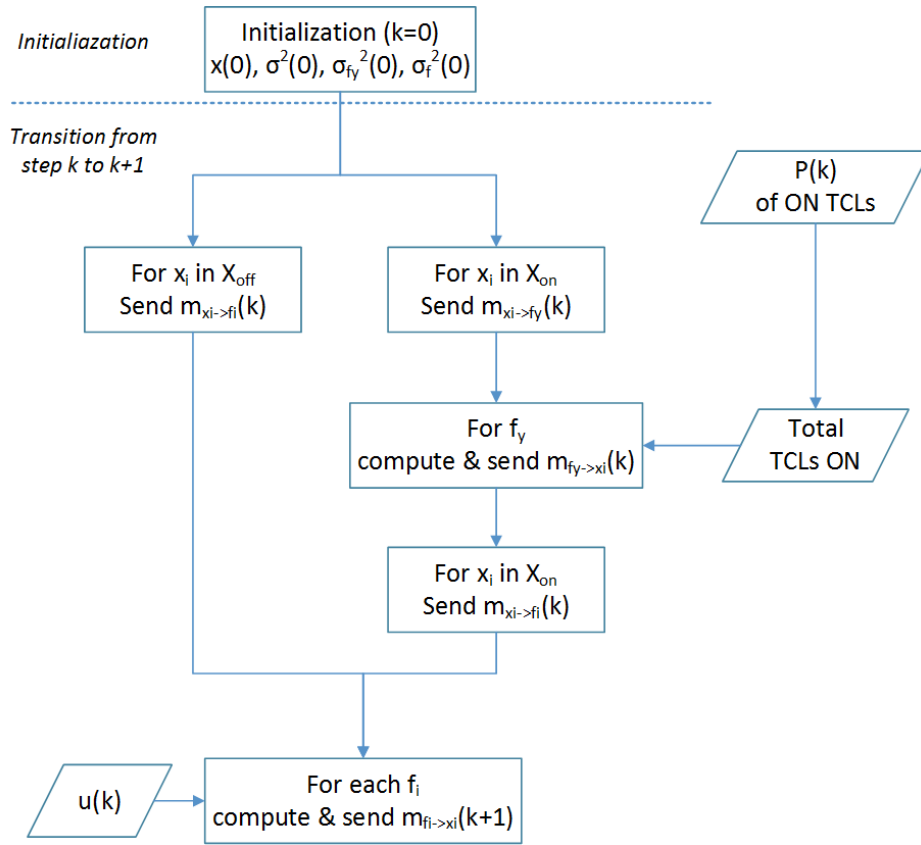 Initialiazation
Initialization (k=0)
x(0), σ²(0), σfy²(0), σf²(0)
Transition from
step k to k+1
P(k)
of ON TCLs
For xi in Xoff
Send mxi->fi(k)
For xi in Xon
Send mxi->fy(k)
For fy
compute & send mfy->xi(k)
Total
TCLs ON
For xi in Xon
Send mxi->fi(k)
u(k)
For each fi
compute & send mfi->xi(k+1)